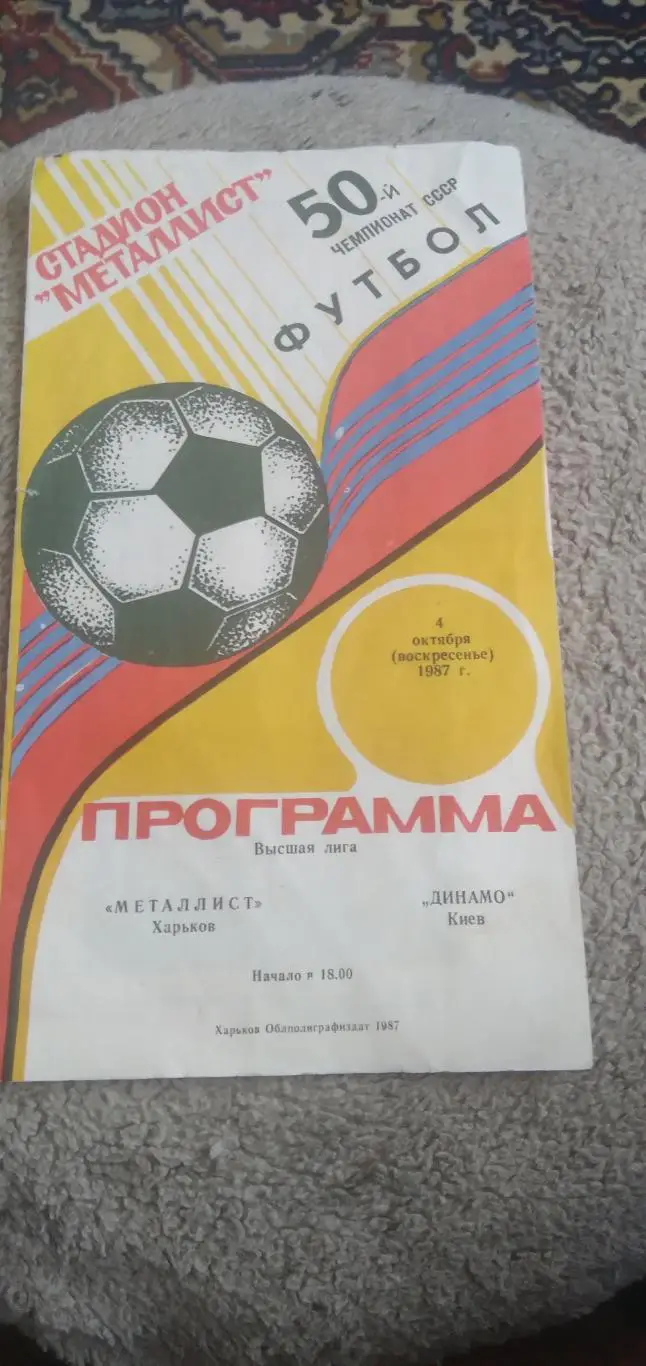 СТАДИОН
"МЕТАЛЛИСТ"
50-Й
ЧЕМПИОНАТ СССР
ФУТБОЛ
4
октября
(воскресенье)
1987 г.
ПРОГРАММА
Высшая лига
«МЕТАЛЛИСТ»
Харьков
„ДИНАМО“
Киев
Начало в 18.00
Харьков Облполиграфиздат 1987